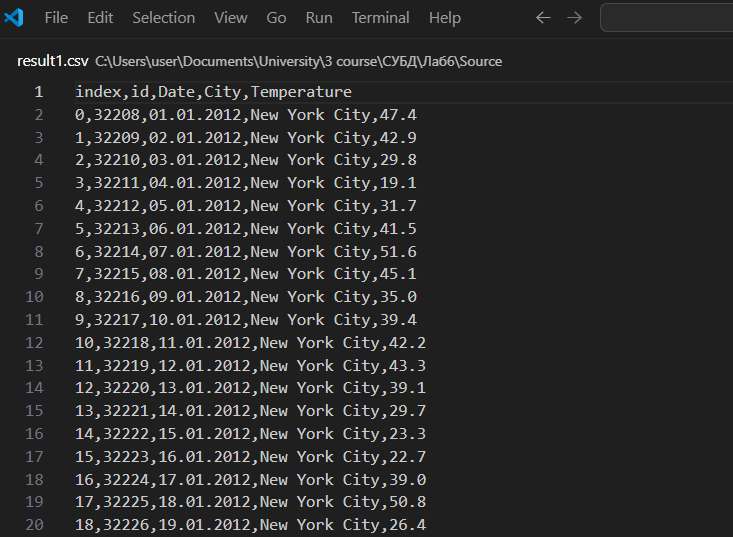 File Edit Selection View Go Run Terminal Help
result1.csv C:\Users\user\Documents\University\3 course\СУБД\Лаб6\Source
1 index,id,Date,City,Temperature
2 0,32208,01.01.2012,New York City,47.4
3 1,32209,02.01.2012,New York City,42.9
4 2,32210,03.01.2012,New York City,29.8
5 3,32211,04.01.2012,New York City,19.1
6 4,32212,05.01.2012,New York City,31.7
7 5,32213,06.01.2012,New York City,41.5
8 6,32214,07.01.2012,New York City,51.6
9 7,32215,08.01.2012,New York City,45.1
10 8,32216,09.01.2012,New York City,35.0
11 9,32217,10.01.2012,New York City,39.4
12 10,32218,11.01.2012,New York City,42.2
13 11,32219,12.01.2012,New York City,43.3
14 12,32220,13.01.2012,New York City,39.1
15 13,32221,14.01.2012,New York City,29.7
16 14,32222,15.01.2012,New York City,23.3
17 15,32223,16.01.2012,New York City,22.7
18 16,32224,17.01.2012,New York City,39.0
19 17,32225,18.01.2012,New York City,50.8
20 18,32226,19.01.2012,New York City,26.4